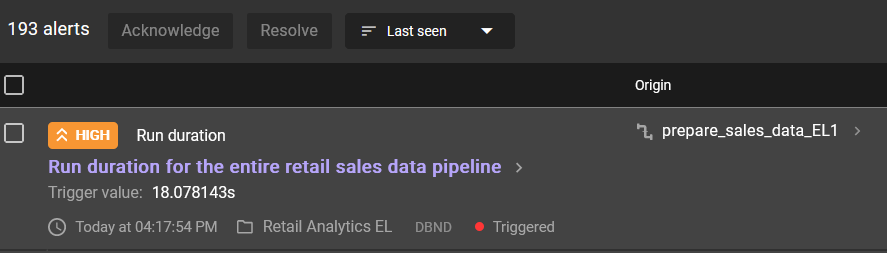 193 alerts Acknowledge Resolve Last seen
Origin
HIGH Run duration prepare_sales_data_EL1
Run duration for the entire retail sales data pipeline
Trigger value: 18.078143s
Today at 04:17:54 PM Retail Analytics EL DBND Triggered